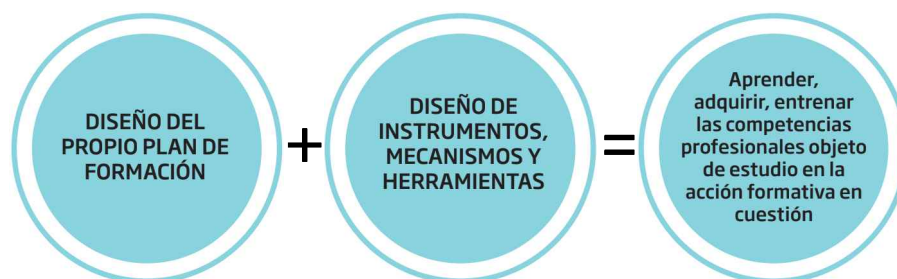 DISEÑO DEL
PROPIO PLAN DE
FORMACIÓN
+
DISEÑO DE
INSTRUMENTOS,
MECANISMOS Y
HERRAMIENTAS
=
Aprender,
adquirir, entrenar
las competencias
profesionales objeto
de estudio en la
acción formativa en
cuestión